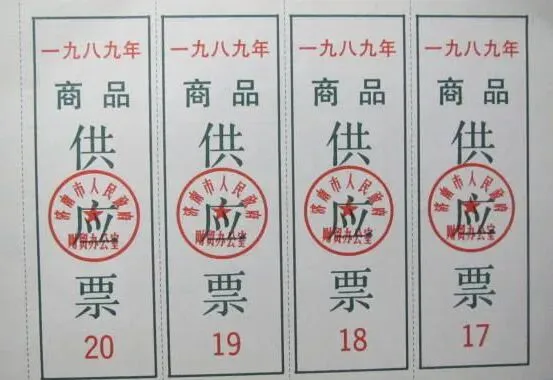 一九八九年
商品
供
应
票
济南市人民政府
财贸办公室
20
一九八九年
商品
供
应
票
济南市人民政府
财贸办公室
19
一九八九年
商品
供
应
票
济南市人民政府
财贸办公室
18
一九八九年
商品
供
应
票
济南市人民政府
财贸办公室
17